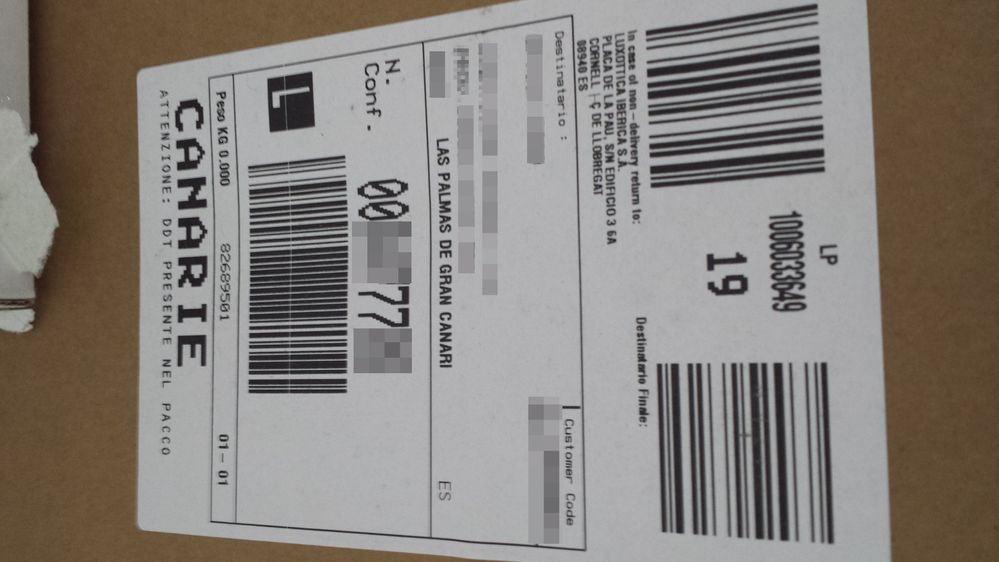 LP
1006033649
19
In case of non-delivery return to:
LUXOTTICA IBERICA S.A.
PLACA DE LA PAU, S/N EDIFICIO 3 6A
CORNELL |-Ç DE LLOBREGAT
08940 ES
Destinatario Finale:
Destinatario :
Customer Code
LAS PALMAS DE GRAN CANARI
ES
N.
Conf.
00
77
L
Peso KG 0.000
82689501
01-01
CANARIE
ATTENZIONE: DDT PRESENTE NEL PACCO